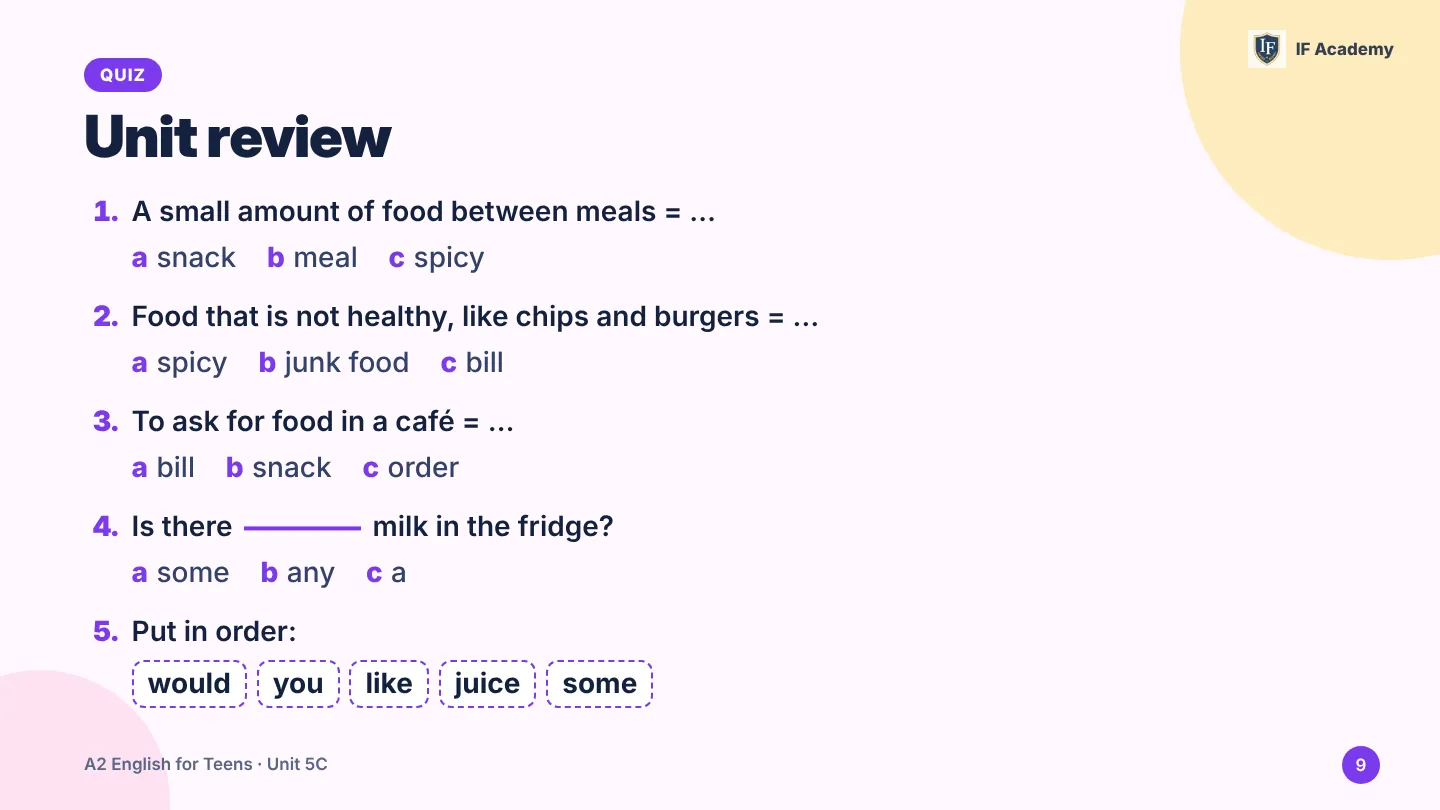 IF
IF Academy
QUIZ
Unit review
1. A small amount of food between meals = ...
a snack b meal c spicy
2. Food that is not healthy, like chips and burgers = ...
a spicy b junk food c bill
3. To ask for food in a café = ...
a bill b snack c order
4. Is there ______ milk in the fridge?
a some b any c a
5. Put in order:
would you like juice some
A2 English for Teens · Unit 5C
9